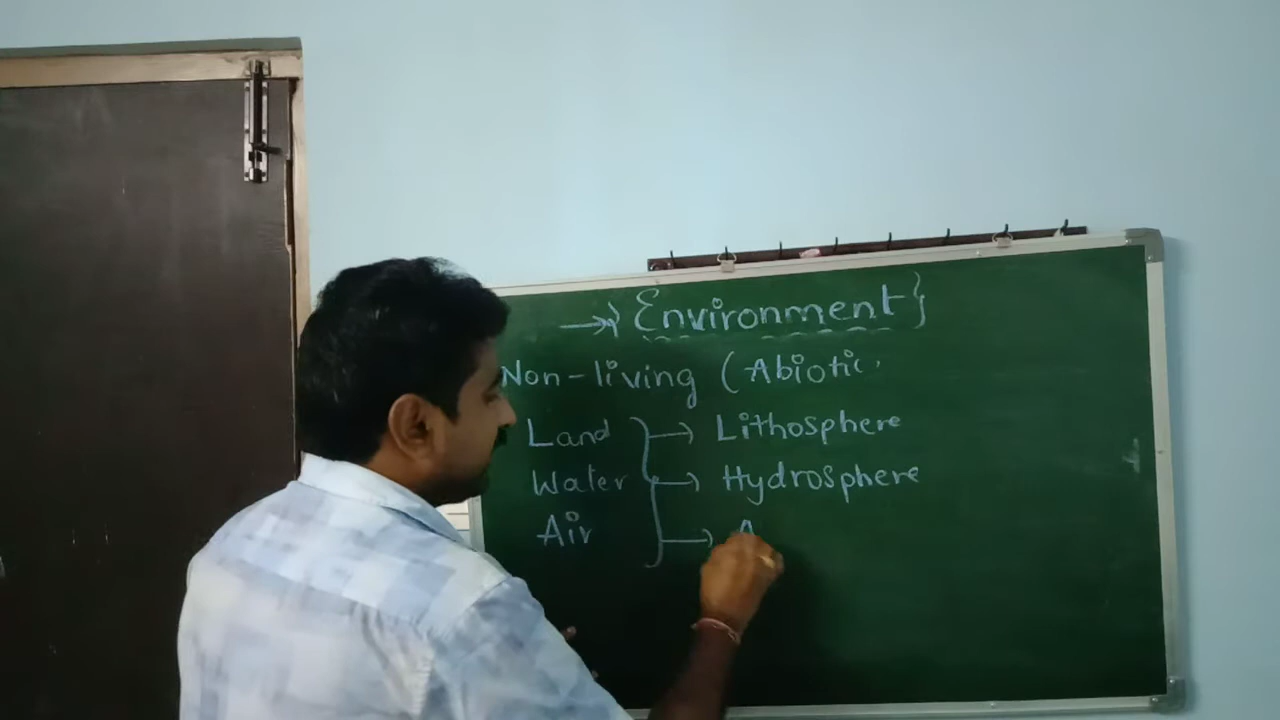 → Environment}
Non-living (Abiotic.
Land → Lithosphere
Water → Hydrosphere
Air → A